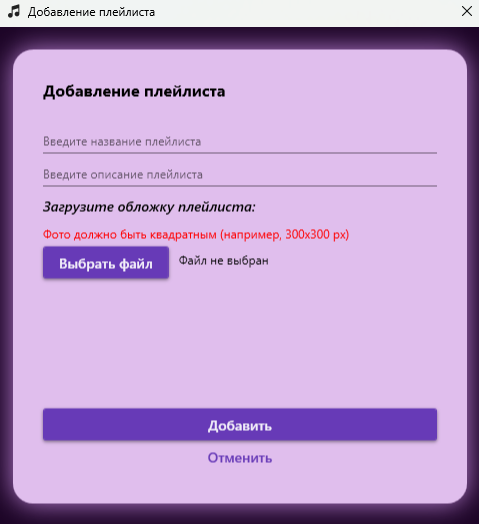 Добавление плейлиста
Добавление плейлиста
Введите название плейлиста
Введите описание плейлиста
Загрузите обложку плейлиста:
Фото должно быть квадратным (например, 300x300 px)
Выбрать файл Файл не выбран
Добавить
Отменить